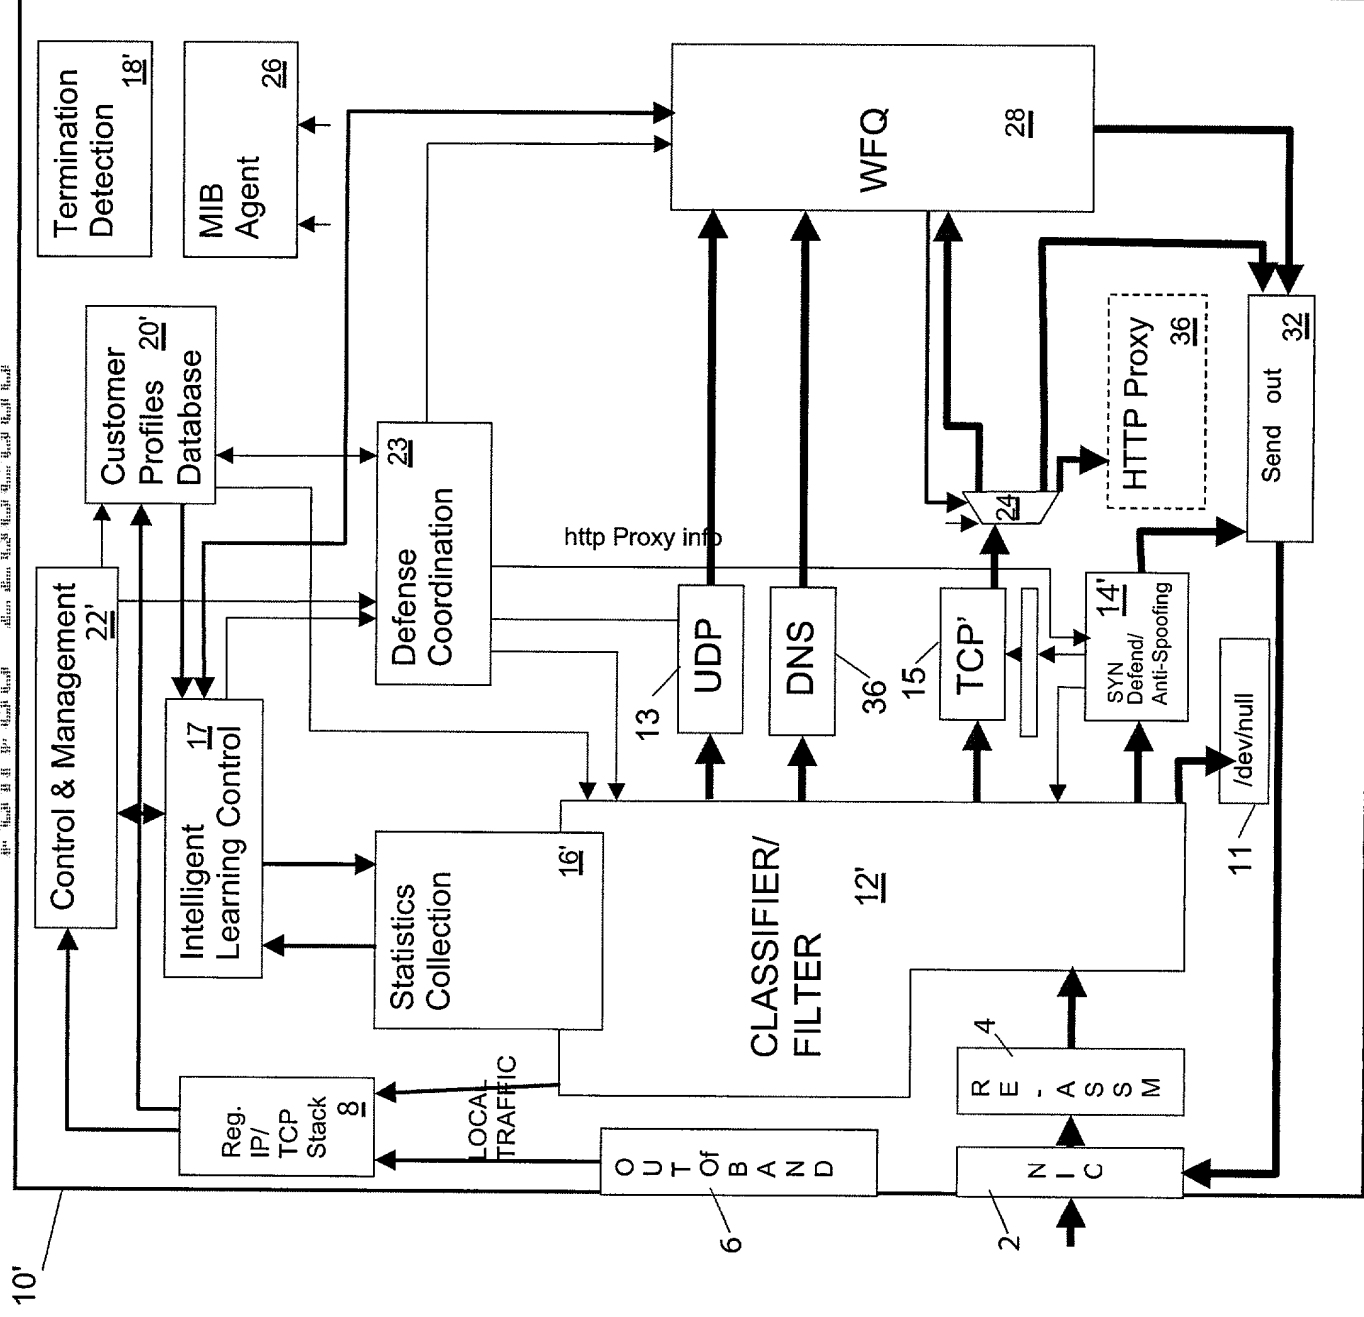 10'
Control & Management
22'
Termination
Detection
18'
MIB
Agent
26
Customer
Profiles
Database
20'
Intelligent
Learning Control
17
Reg.
IP/
TCP
Stack
8
Statistics
Collection
16'
Defense
Coordination
23
LOCAL
TRAFFIC
OUT Of BAND
6
http Proxy info
13
UDP
DNS
36
WFQ
28
CLASSIFIER/
FILTER
12'
15
TCP'
24
NIC
2
RE-ASSM
4
SYN
Defend/
Anti-Spoofing
14'
HTTP Proxy
36
/dev/null
11
Send out
32